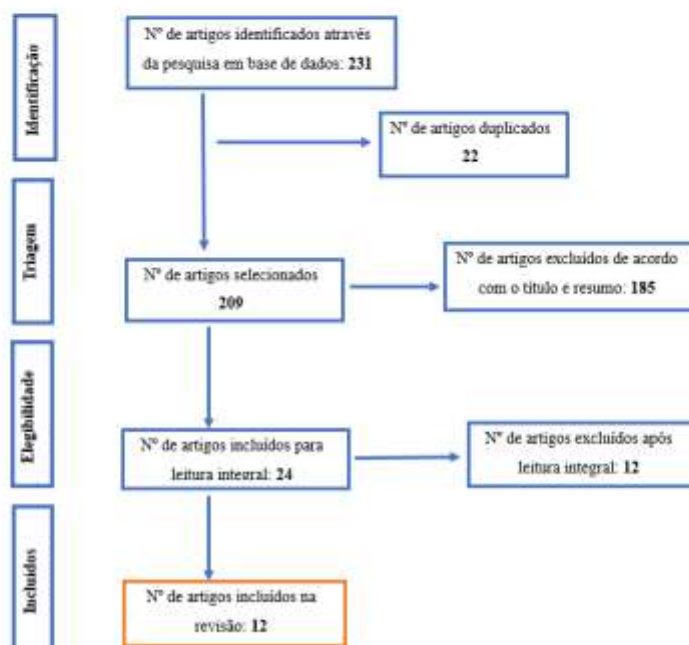 Identificação
Nº de artigos identificados através
da pesquisa em base de dados: 231
Nº de artigos duplicados
22
Triagem
Nº de artigos selecionados
209
Nº de artigos excluídos de acordo
com o título e resumo: 185
Elegibilidade
Nº de artigos incluídos para
leitura integral: 24
Nº de artigos excluídos após
leitura integral: 12
Incluídos
Nº de artigos incluídos na
revisão: 12